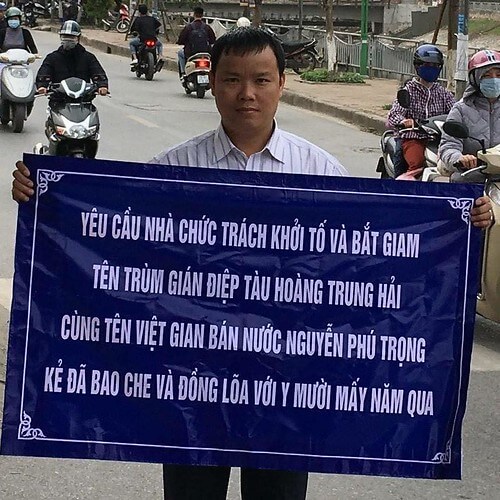 YÊU CẦU NHÀ CHỨC TRÁCH KHỞI TỐ VÀ BẮT GIAM
TÊN TRÙM GIÁN ĐIỆP TÀU HOÀNG TRUNG HẢI
CÙNG TÊN VIỆT GIAN BÁN NƯỚC NGUYỄN PHÚ TRỌNG
KẺ ĐÃ BAO CHE VÀ ĐỒNG LÕA VỚI Y MƯỜI MẤY NĂM QUA